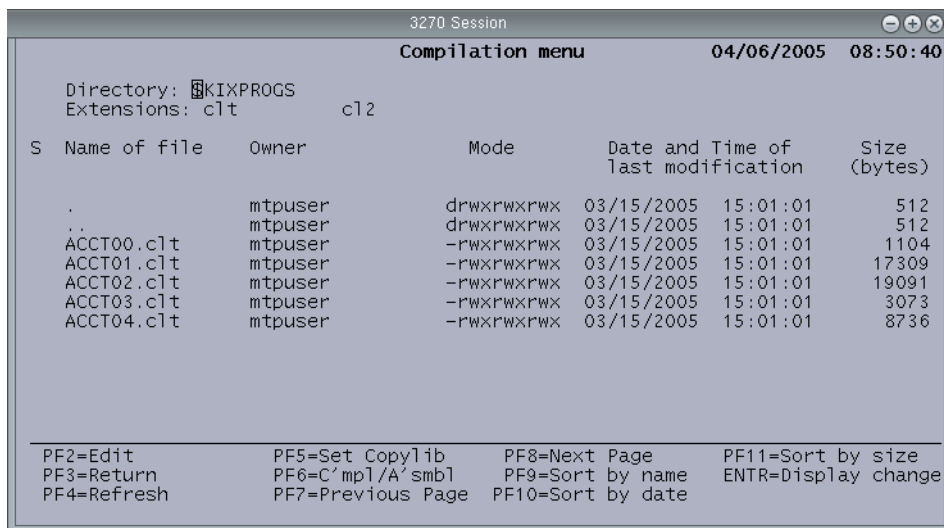 3270 Session
Compilation menu 04/06/2005 08:50:40
Directory: $KIXPROGS
Extensions: clt cl2
S Name of file Owner Mode Date and Time of Size
last modification (bytes)
. mtpuser drwxrwxrwx 03/15/2005 15:01:01 512
.. mtpuser drwxrwxrwx 03/15/2005 15:01:01 512
ACCT00.clt mtpuser -rwxrwxrwx 03/15/2005 15:01:01 1104
ACCT01.clt mtpuser -rwxrwxrwx 03/15/2005 15:01:01 17309
ACCT02.clt mtpuser -rwxrwxrwx 03/15/2005 15:01:01 19091
ACCT03.clt mtpuser -rwxrwxrwx 03/15/2005 15:01:01 3073
ACCT04.clt mtpuser -rwxrwxrwx 03/15/2005 15:01:01 8736
PF2=Edit PF5=Set Copylib PF8=Next Page PF11=Sort by size
PF3=Return PF6=C'mpl/A'smbl PF9=Sort by name ENTR=Display change
PF4=Refresh PF7=Previous Page PF10=Sort by date